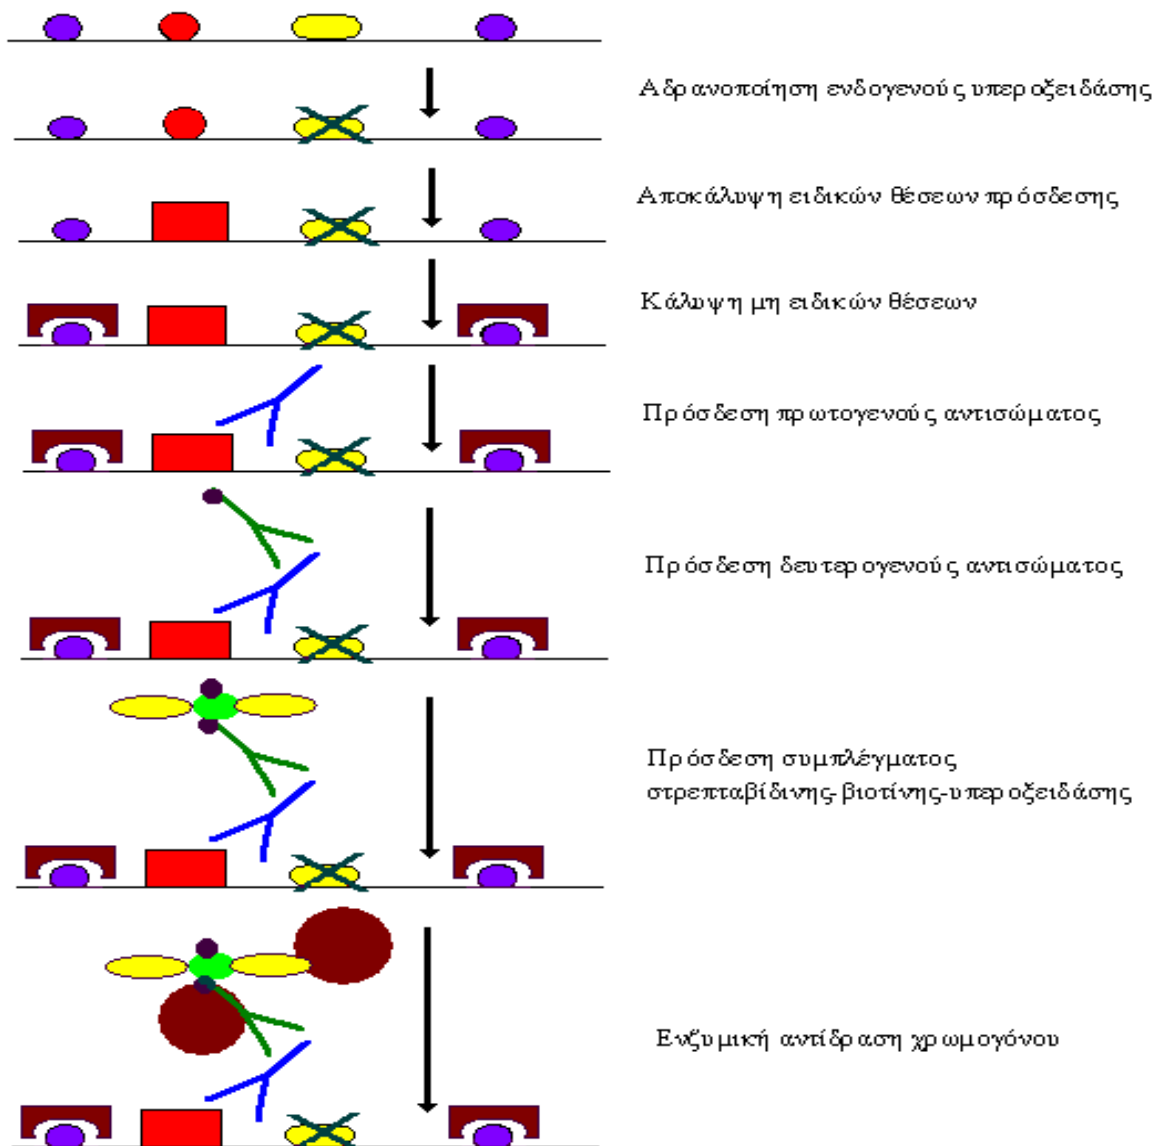 Αδρανοποίηση ενδογενούς υπεροξειδάσης
Αποκάλυψη ειδικών θέσεων πρόσδεσης
Κάλυψη μη ειδικών θέσεων
Πρόσδεση πρωτογενούς αντισώματος
Πρόσδεση δευτερογενούς αντισώματος
Πρόσδεση συμπλέγματος
στρεπταβίδινης-βιοτίνης-υπεροξειδάσης
Ενζυμική αντίδραση χρωμογόνου